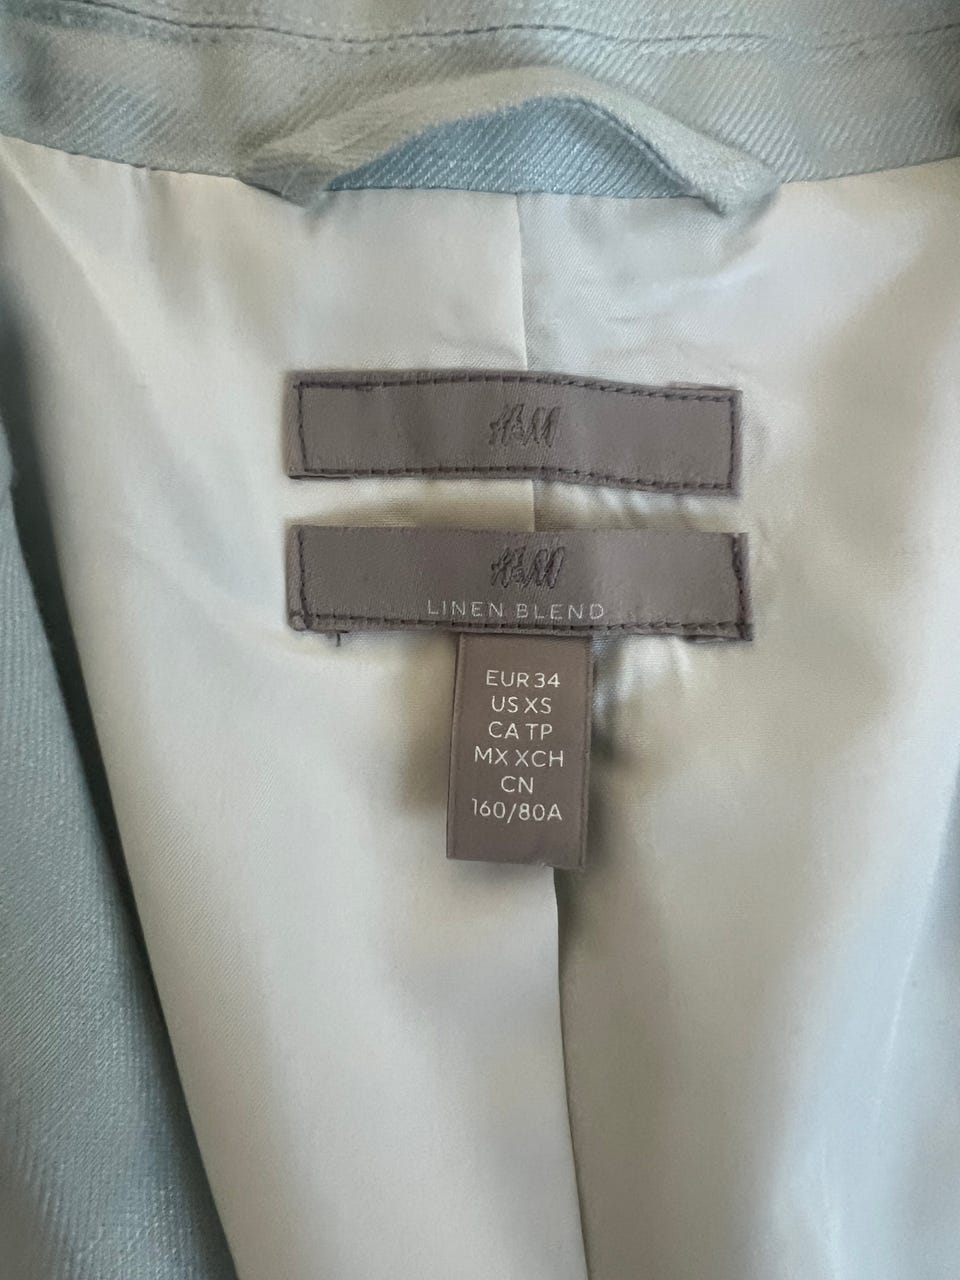 H&M
H&M
LINEN BLEND
EUR 34
US XS
CA TP
MX XCH
CN
160/80A